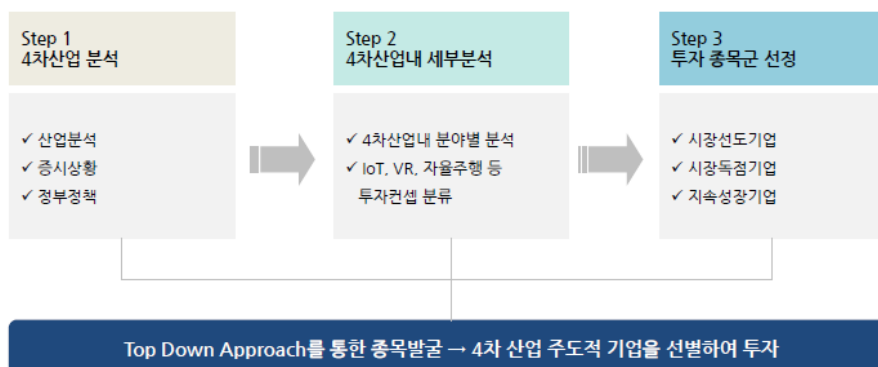 Step 1
4차산업 분석
✓ 산업분석
✓ 증시상황
✓ 정부정책
Step 2
4차산업내 세부분석
✓ 4차산업내 분야별 분석
✓ IoT, VR, 자율주행 등
투자컨셉 분류
Step 3
투자 종목군 선정
✓ 시장선도기업
✓ 시장독점기업
✓ 지속성장기업
Top Down Approach를 통한 종목발굴 → 4차 산업 주도적 기업을 선별하여 투자